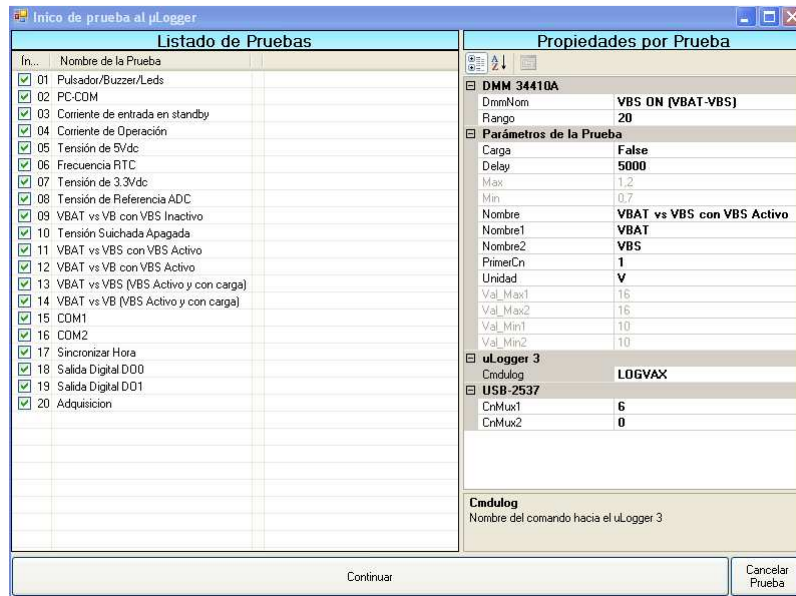 Inico de prueba al µLogger
Listado de Pruebas
Ín... Nombre de la Prueba
01 Pulsador/Buzzer/Leds
02 PC-COM
03 Corriente de entrada en standby
04 Corriente de Operación
05 Tensión de 5Vdc
06 Frecuencia RTC
07 Tensión de 3.3Vdc
08 Tensión de Referencia ADC
09 VBAT vs VB con VBS Inactivo
10 Tensión Suichada Apagada
11 VBAT vs VBS con VBS Activo
12 VBAT vs VB con VBS Activo
13 VBAT vs VBS (VBS Activo y con carga)
14 VBAT vs VB (VBS Activo y con carga)
15 COM1
16 COM2
17 Sincronizar Hora
18 Salida Digital DO0
19 Salida Digital DO1
20 Adquisicion
Propiedades por Prueba
DMM 34410A
DmmNom VBS ON (VBAT-VBS)
Rango 20
Parámetros de la Prueba
Carga False
Delay 5000
Max 1,2
Min 0,7
Nombre VBAT vs VBS con VBS Activo
Nombre1 VBAT
Nombre2 VBS
PrimerCn 1
Unidad V
Val_Max1 16
Val_Max2 16
Val_Min1 10
Val_Min2 10
uLogger 3
Cmdulog LOGVAX
USB-2537
CnMux1 6
CnMux2 0
Cmdulog
Nombre del comando hacia el uLogger 3
Continuar
Cancelar
Prueba